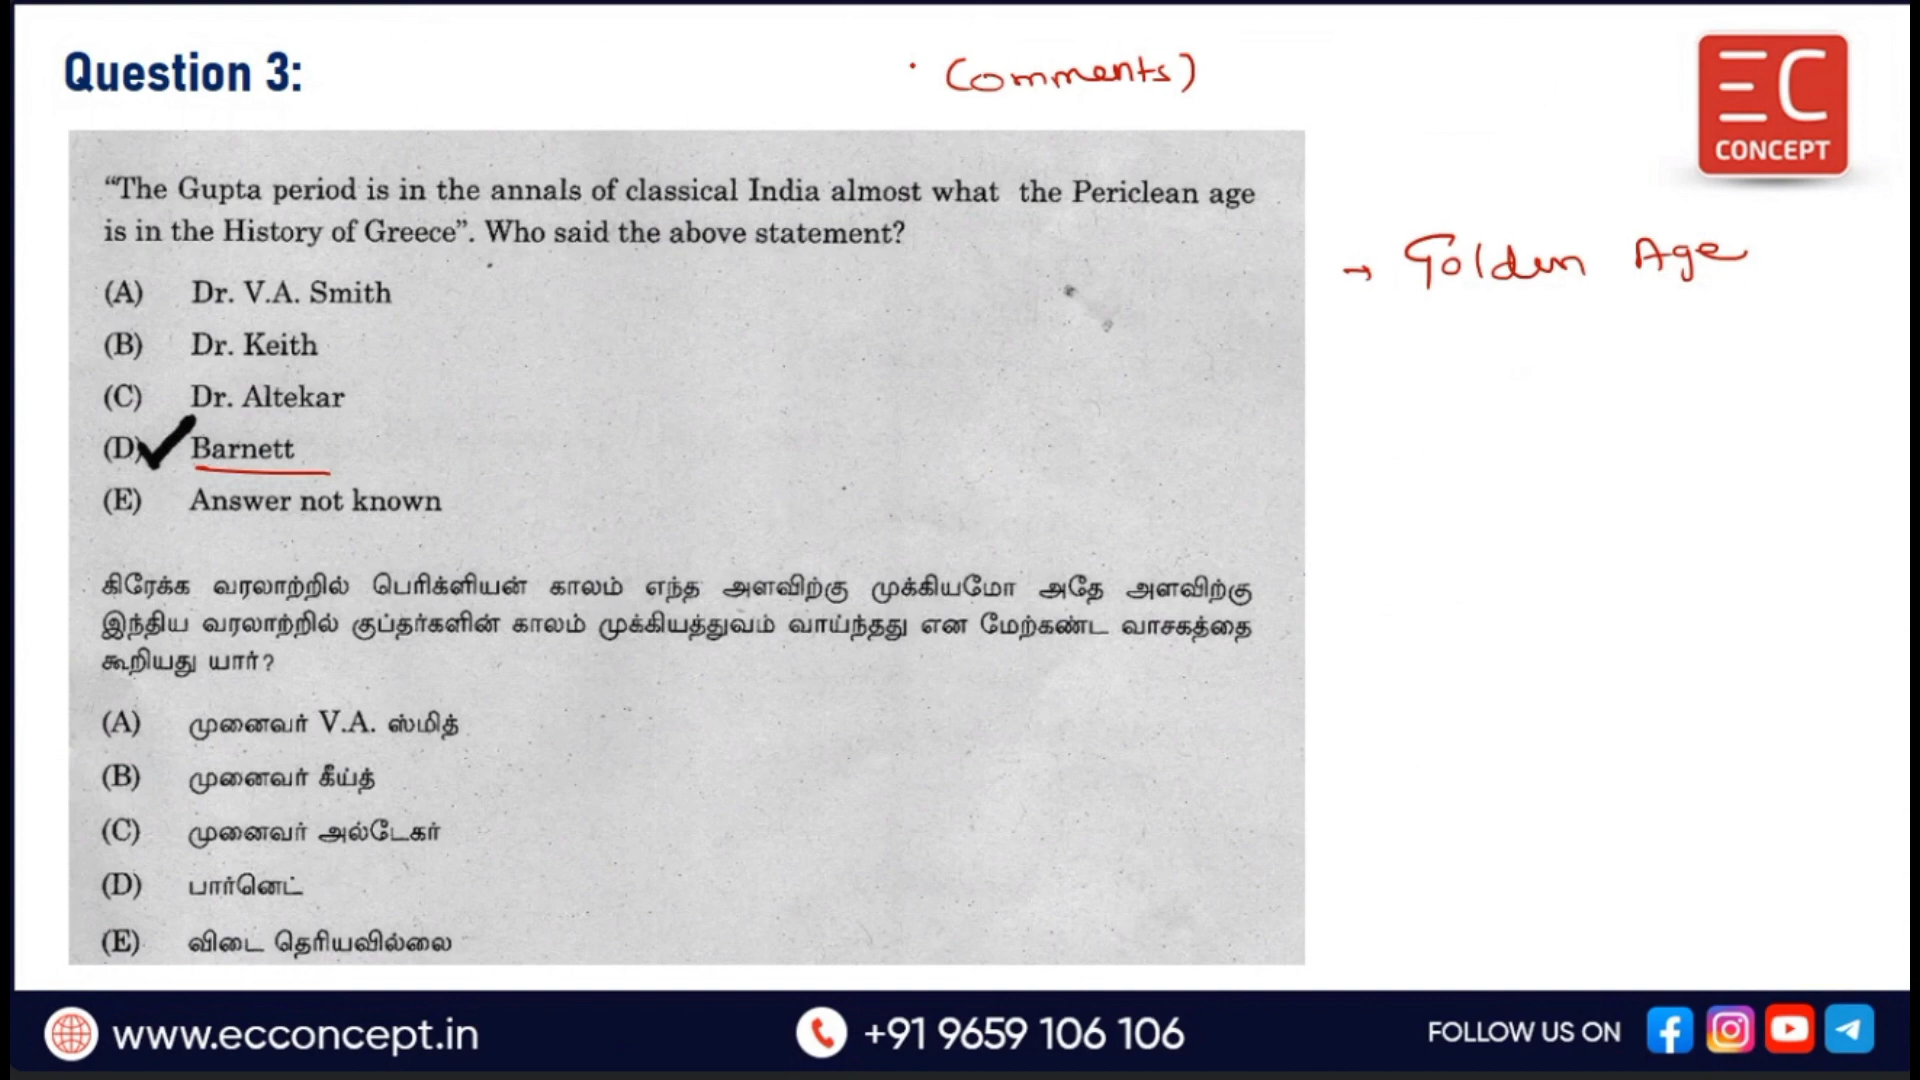 Question 3:
(Comments)
EC
CONCEPT
“The Gupta period is in the annals of classical India almost what the Periclean age
is in the History of Greece”. Who said the above statement?
→ Golden Age
(A) Dr. V.A. Smith
(B) Dr. Keith
(C) Dr. Altekar
(D) Barnett
(E) Answer not known
கிரேக்க வரலாற்றில் பெரிக்ளியன் காலம் எந்த அளவிற்கு முக்கியமோ அதே அளவிற்கு
இந்திய வரலாற்றில் குப்தர்களின் காலம் முக்கியத்துவம் வாய்ந்தது என மேற்கண்ட வாசகத்தை
கூறியது யார்?
(A) முனைவர் V.A. ஸ்மித்
(B) முனைவர் கீய்த்
(C) முனைவர் அல்டேகர்
(D) பார்னெட்
(E) விடை தெரியவில்லை
www.ecconcept.in
+91 9659 106 106
FOLLOW US ON